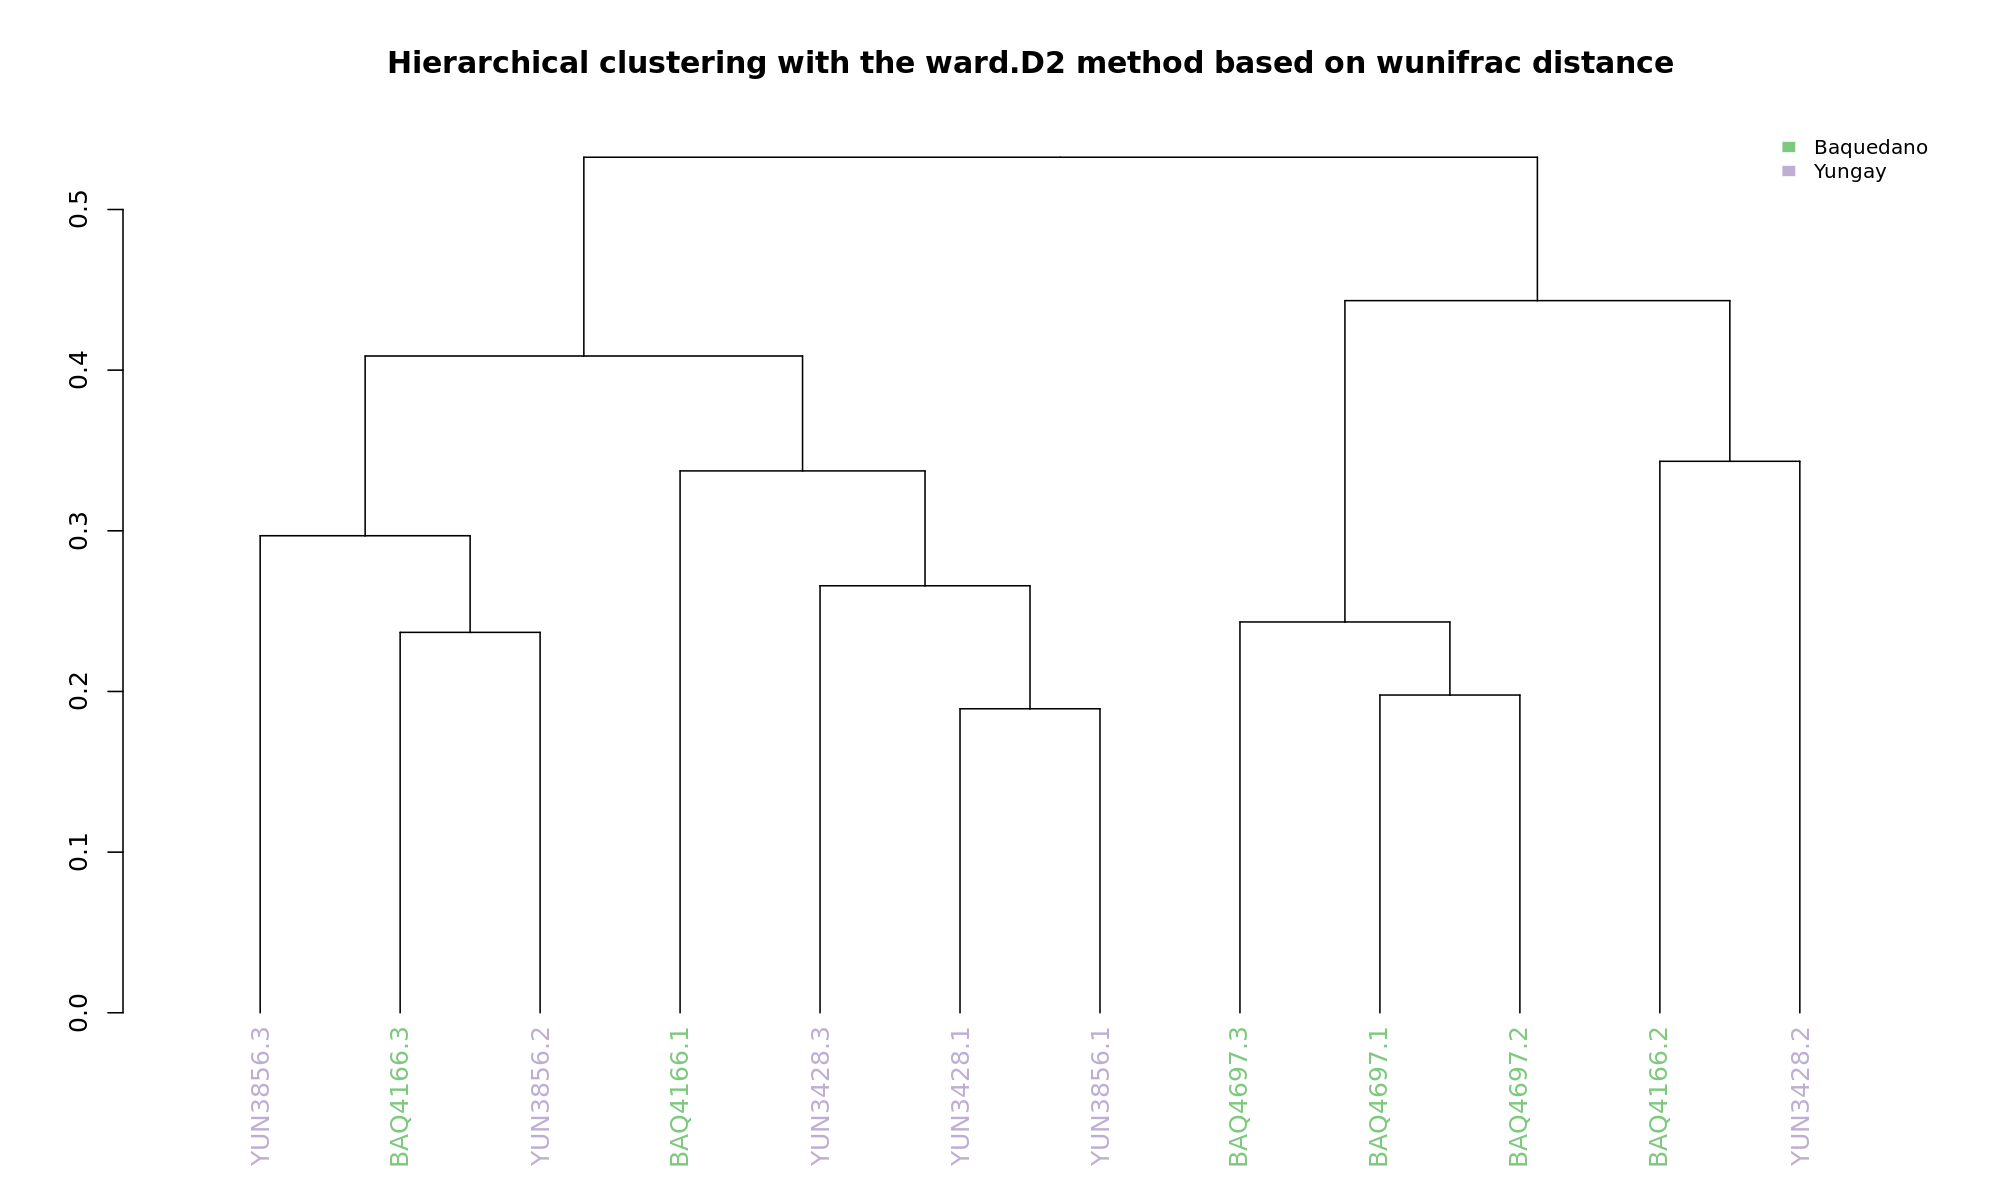 Hierarchical clustering with the ward.D2 method based on wunifrac distance
Baquedano
Yungay
0.5
0.4
0.3
0.2
0.1
0.0
YUN3856.3
BAQ4166.3
YUN3856.2
BAQ4166.1
YUN3428.3
YUN3428.1
YUN3856.1
BAQ4697.3
BAQ4697.1
BAQ4697.2
BAQ4166.2
YUN3428.2